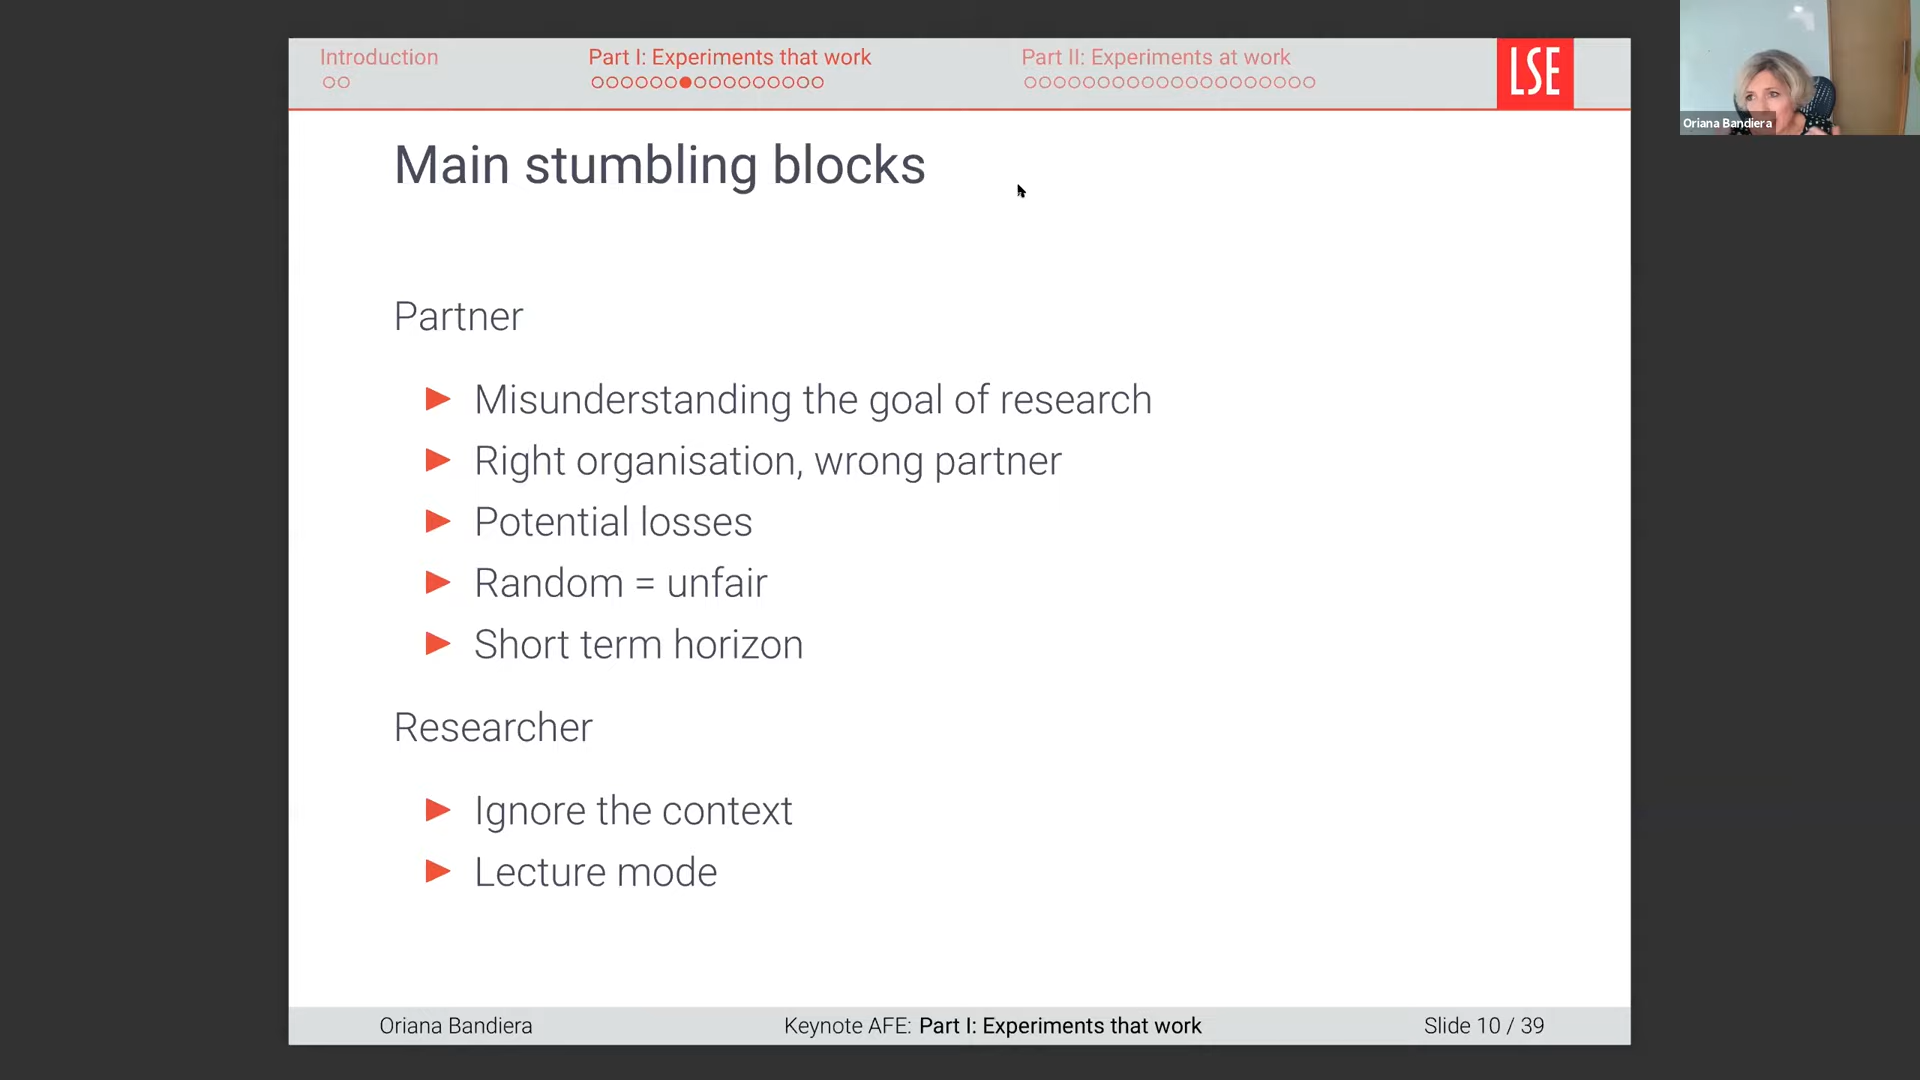 Introduction
Part I: Experiments that work
Part II: Experiments at work
LSE
Oriana Bandiera
Main stumbling blocks
Partner
Misunderstanding the goal of research
Right organisation, wrong partner
Potential losses
Random = unfair
Short term horizon
Researcher
Ignore the context
Lecture mode
Oriana Bandiera
Keynote AFE: Part I: Experiments that work
Slide 10 / 39